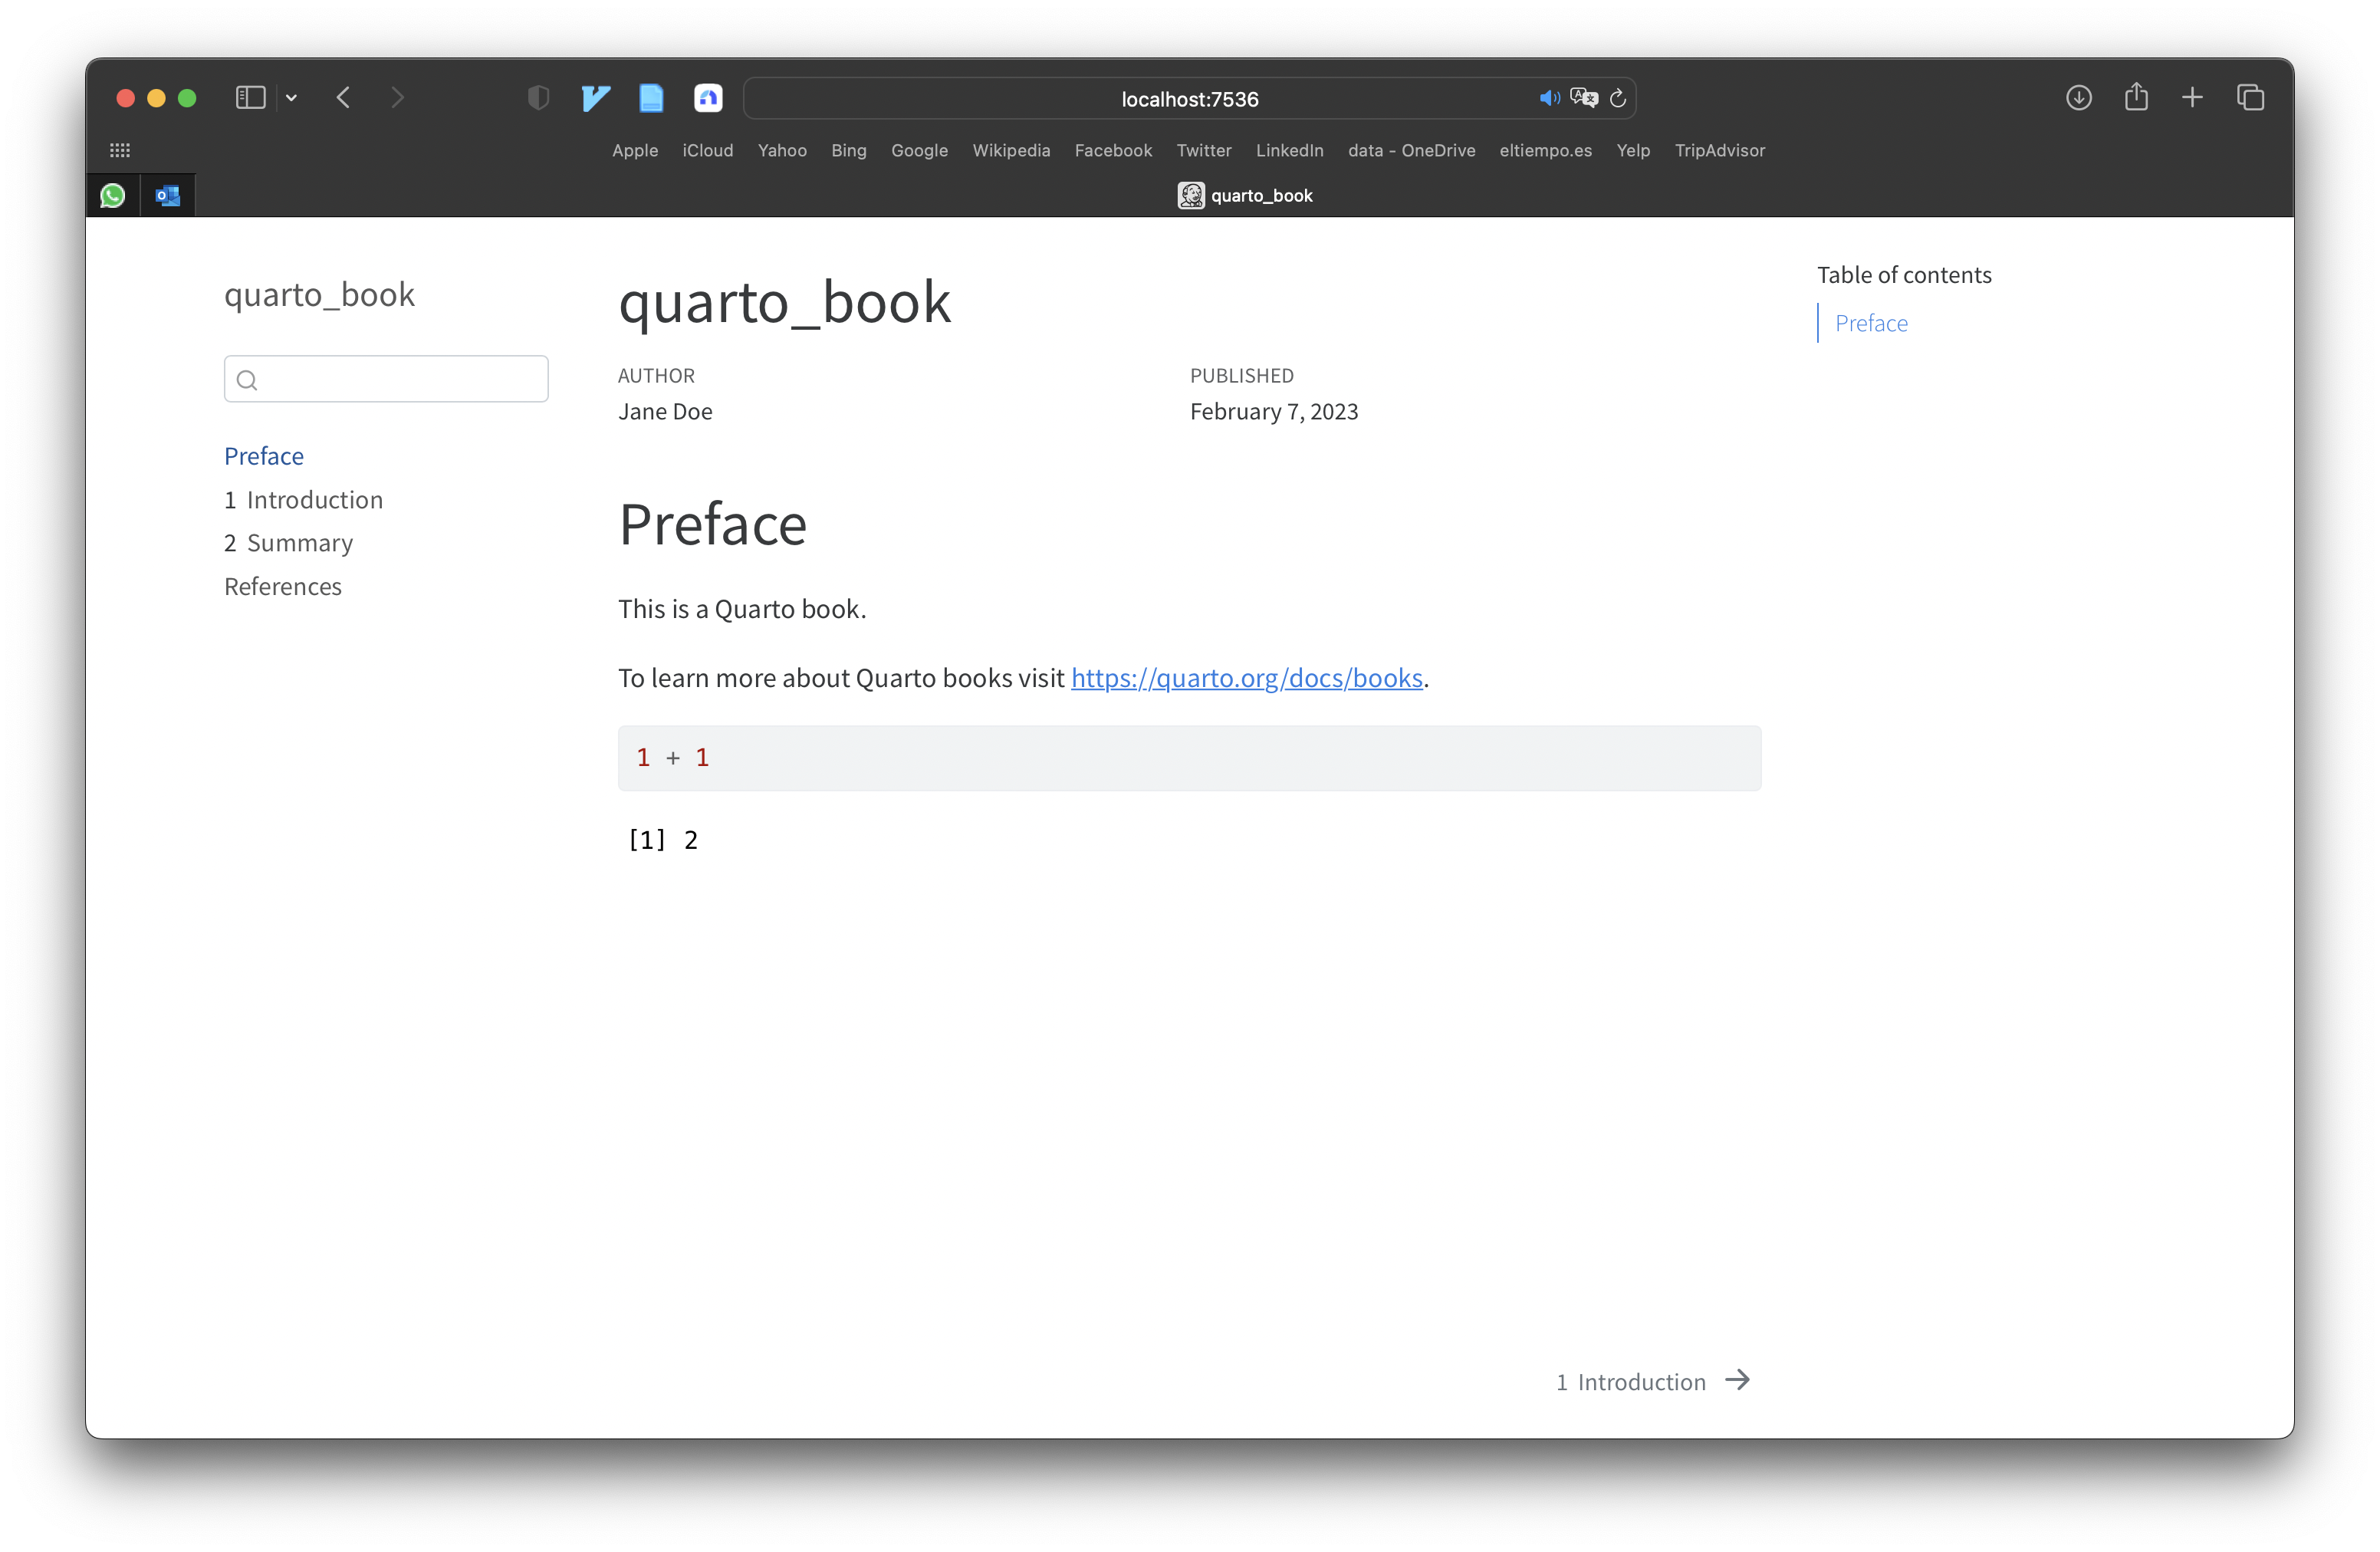 localhost:7536
Apple iCloud Yahoo Bing Google Wikipedia Facebook Twitter LinkedIn data - OneDrive eltiempo.es Yelp TripAdvisor
quarto_book
quarto_book
Preface
1 Introduction
2 Summary
References
quarto_book
AUTHOR
Jane Doe
PUBLISHED
February 7, 2023
Preface
This is a Quarto book.
To learn more about Quarto books visit https://quarto.org/docs/books.
1 + 1
[1] 2
1 Introduction →
Table of contents
Preface